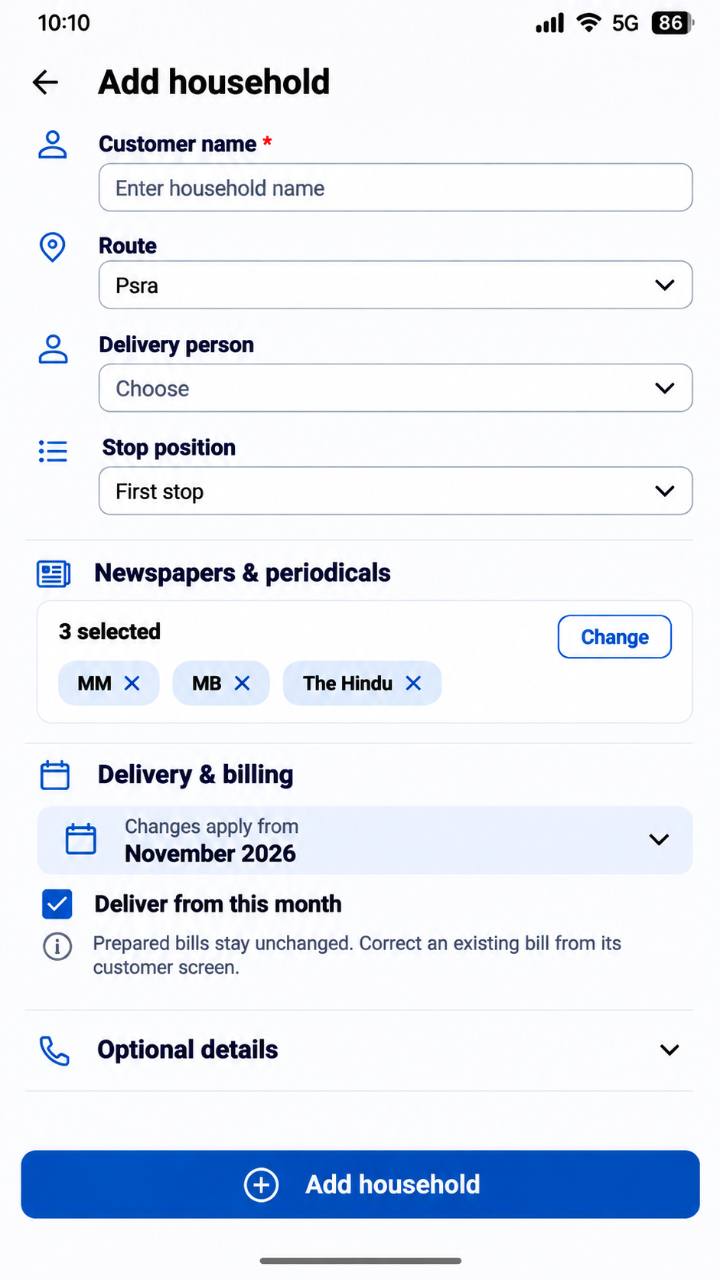 10:10 5G 86
Add household
Customer name *
Enter household name
Route
Psra
Delivery person
Choose
Stop position
First stop
Newspapers & periodicals
3 selected
Change
MM MB The Hindu
Delivery & billing
Changes apply from
November 2026
Deliver from this month
Prepared bills stay unchanged. Correct an existing bill from its
customer screen.
Optional details
Add household